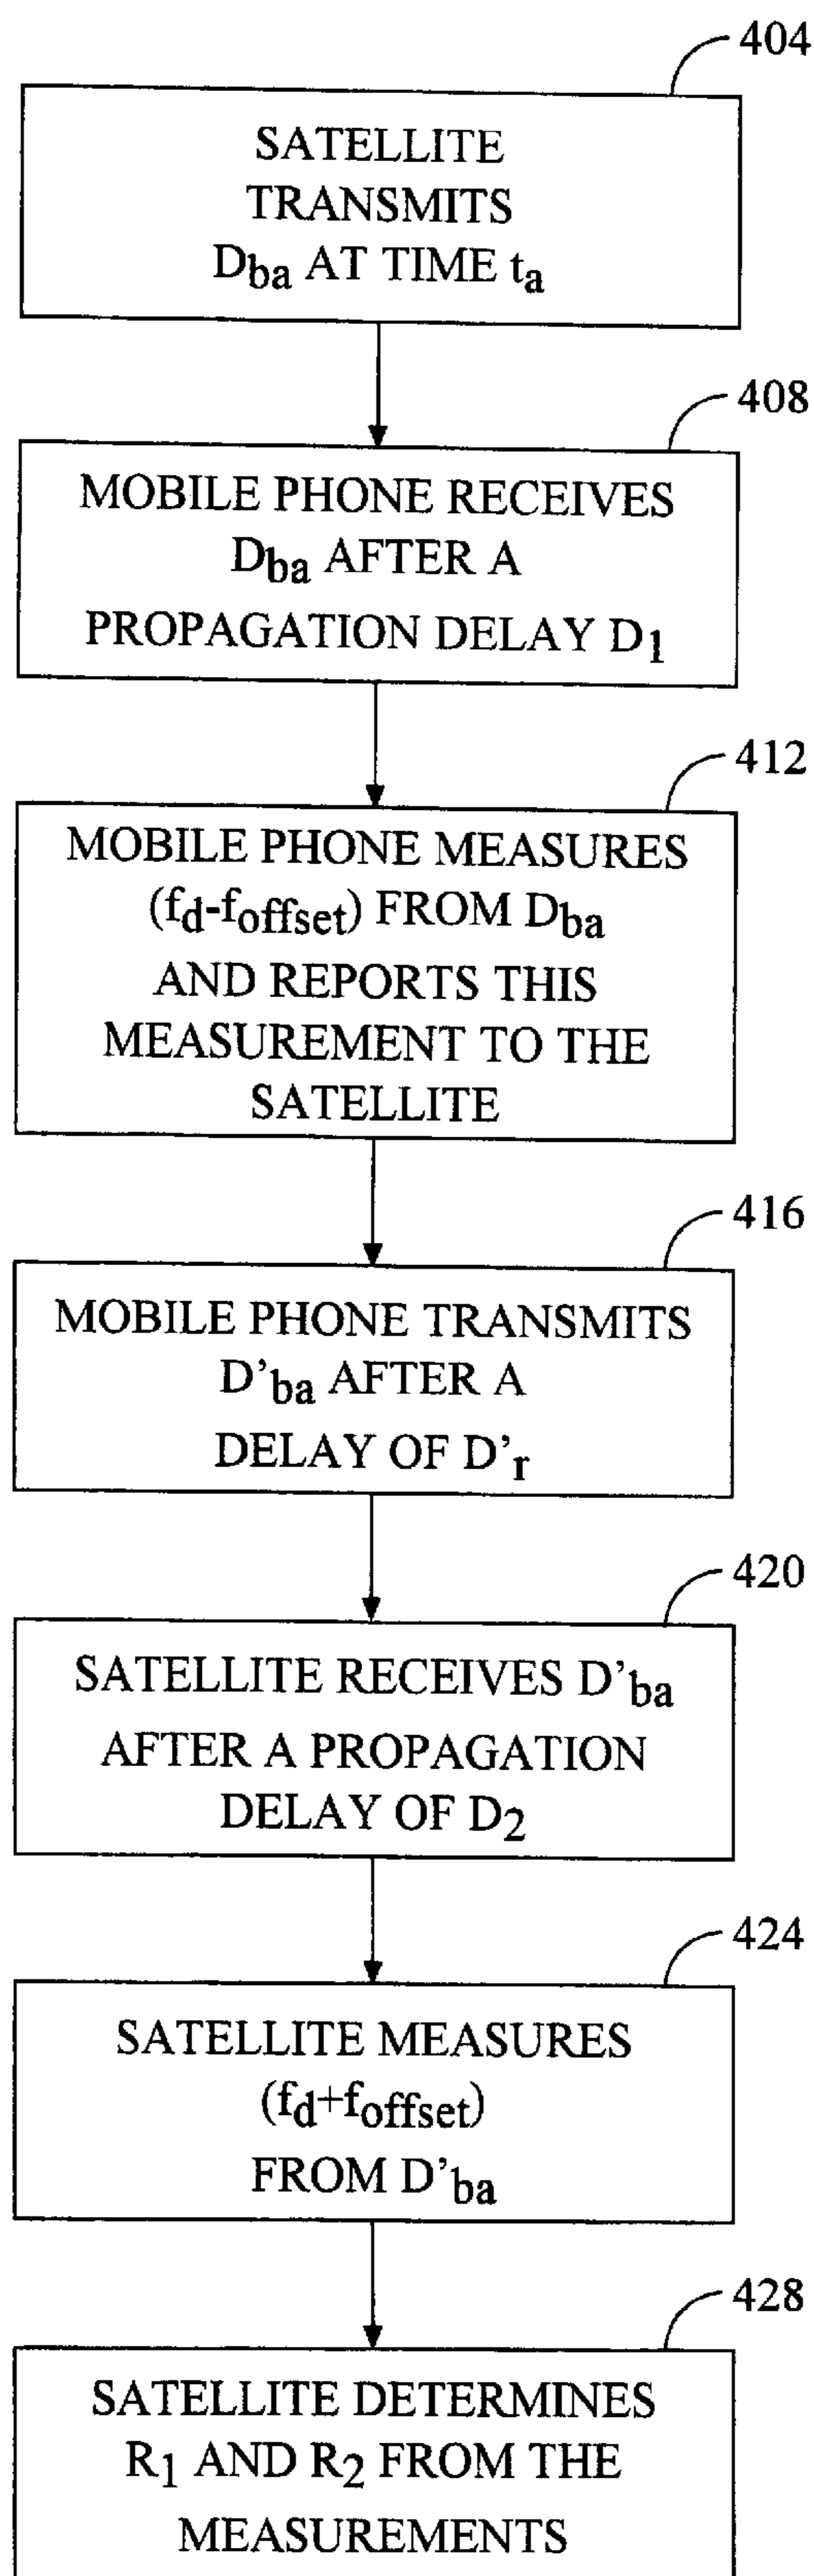 404
SATELLITE
TRANSMITS
Dba AT TIME ta
408
MOBILE PHONE RECEIVES
Dba AFTER A
PROPAGATION DELAY D1
412
MOBILE PHONE MEASURES
(fd-foffset) FROM Dba
AND REPORTS THIS
MEASUREMENT TO THE
SATELLITE
416
MOBILE PHONE TRANSMITS
D'ba AFTER A
DELAY OF D'r
420
SATELLITE RECEIVES D'ba
AFTER A PROPAGATION
DELAY OF D2
424
SATELLITE MEASURES
(fd+foffset)
FROM D'ba
428
SATELLITE DETERMINES
R1 AND R2 FROM THE
MEASUREMENTS